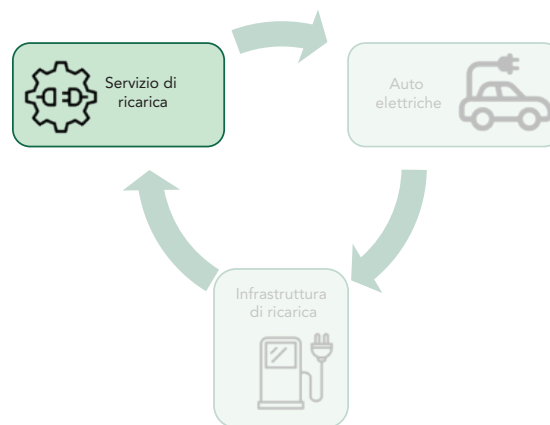 Servizio di
ricarica
Auto
elettriche
Infrastruttura
di ricarica